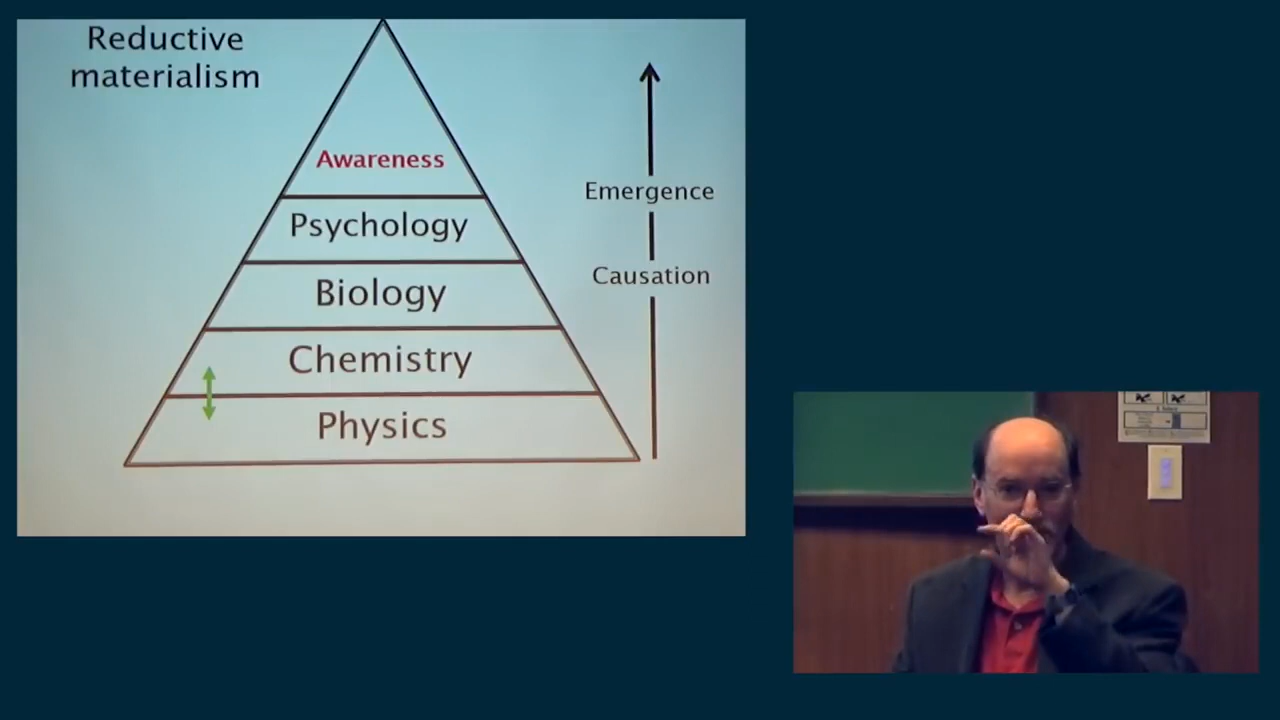 Reductive
materialism
Awareness
Psychology
Biology
Chemistry
Physics
Emergence
Causation